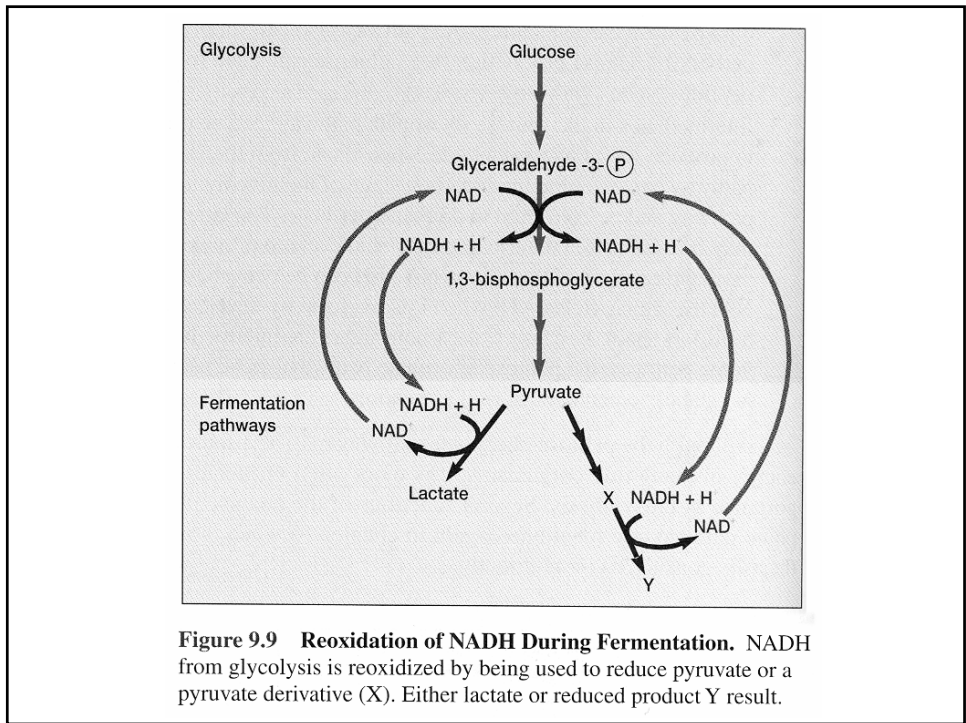 Glycolysis
Glucose
Glyceraldehyde -3- P
NAD⁺ NAD⁺
NADH + H⁺ NADH + H⁺
1,3-bisphosphoglycerate
Pyruvate
Fermentation
pathways
NADH + H⁺
NAD⁺
Lactate
X NADH + H⁺
NAD⁺
Y
Figure 9.9 Reoxidation of NADH During Fermentation. NADH
from glycolysis is reoxidized by being used to reduce pyruvate or a
pyruvate derivative (X). Either lactate or reduced product Y result.